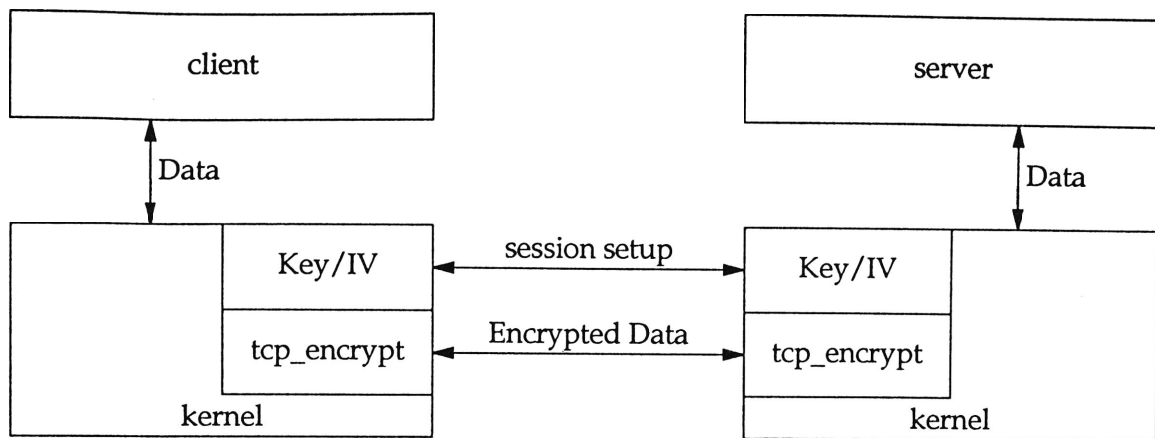 client
server
Data
Data
Key/IV
session setup
Key/IV
tcp_encrypt
Encrypted Data
tcp_encrypt
kernel
kernel